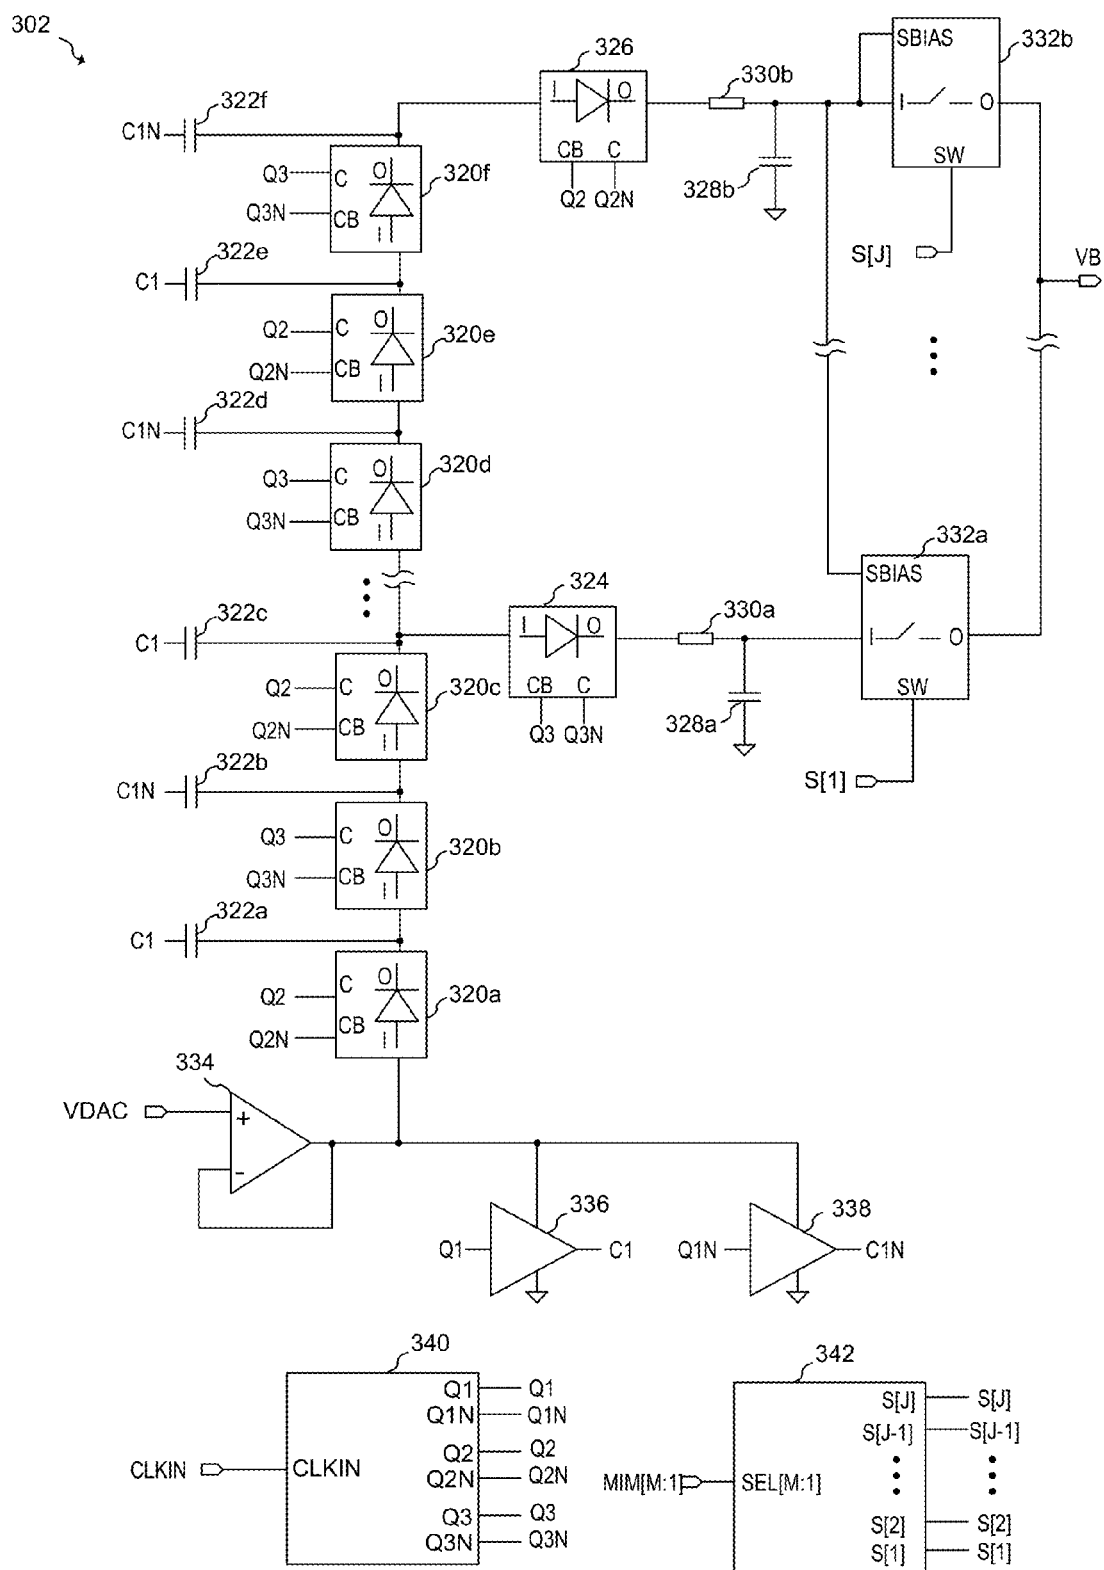 302
322f
C1N
Q3
C
O
320f
Q3N
CB
I
326
I
O
CB
C
Q2
Q2N
330b
328b
SBIAS
332b
I
O
SW
S[J]
VB
322e
C1
Q2
C
O
320e
Q2N
CB
I
322d
C1N
Q3
C
O
320d
Q3N
CB
I
322c
C1
324
I
O
CB
C
Q3
Q3N
330a
328a
332a
SBIAS
I
O
SW
S[1]
Q2
C
O
320c
Q2N
CB
I
322b
C1N
Q3
C
O
320b
Q3N
CB
I
322a
C1
Q2
C
O
320a
Q2N
CB
I
334
VDAC
+
-
336
Q1
C1
338
Q1N
C1N
340
Q1
Q1
Q1N
Q1N
Q2
Q2
CLKIN
CLKIN
Q2N
Q2N
Q3
Q3
Q3N
Q3N
342
S[J]
S[J]
S[J-1]
S[J-1]
MIM[M:1]
SEL[M:1]
S[2]
S[2]
S[1]
S[1]